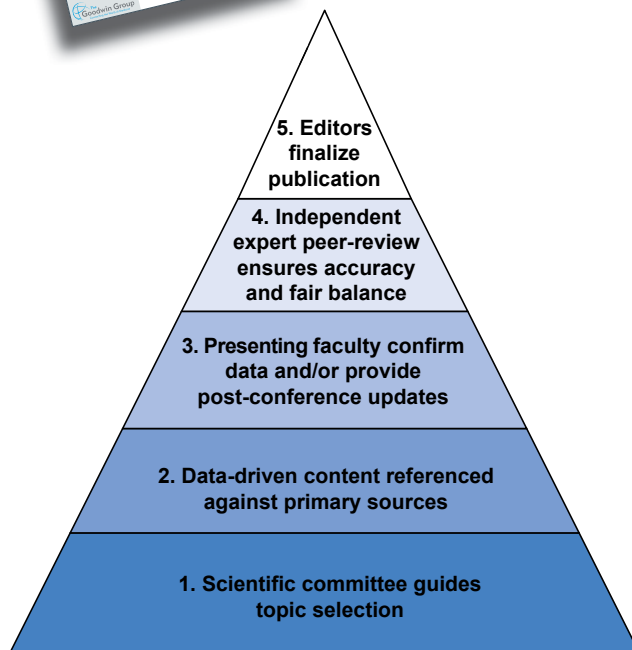 The
Goodwin Group
5. Editors
finalize
publication
4. Independent
expert peer-review
ensures accuracy
and fair balance
3. Presenting faculty confirm
data and/or provide
post-conference updates
2. Data-driven content referenced
against primary sources
1. Scientific committee guides
topic selection